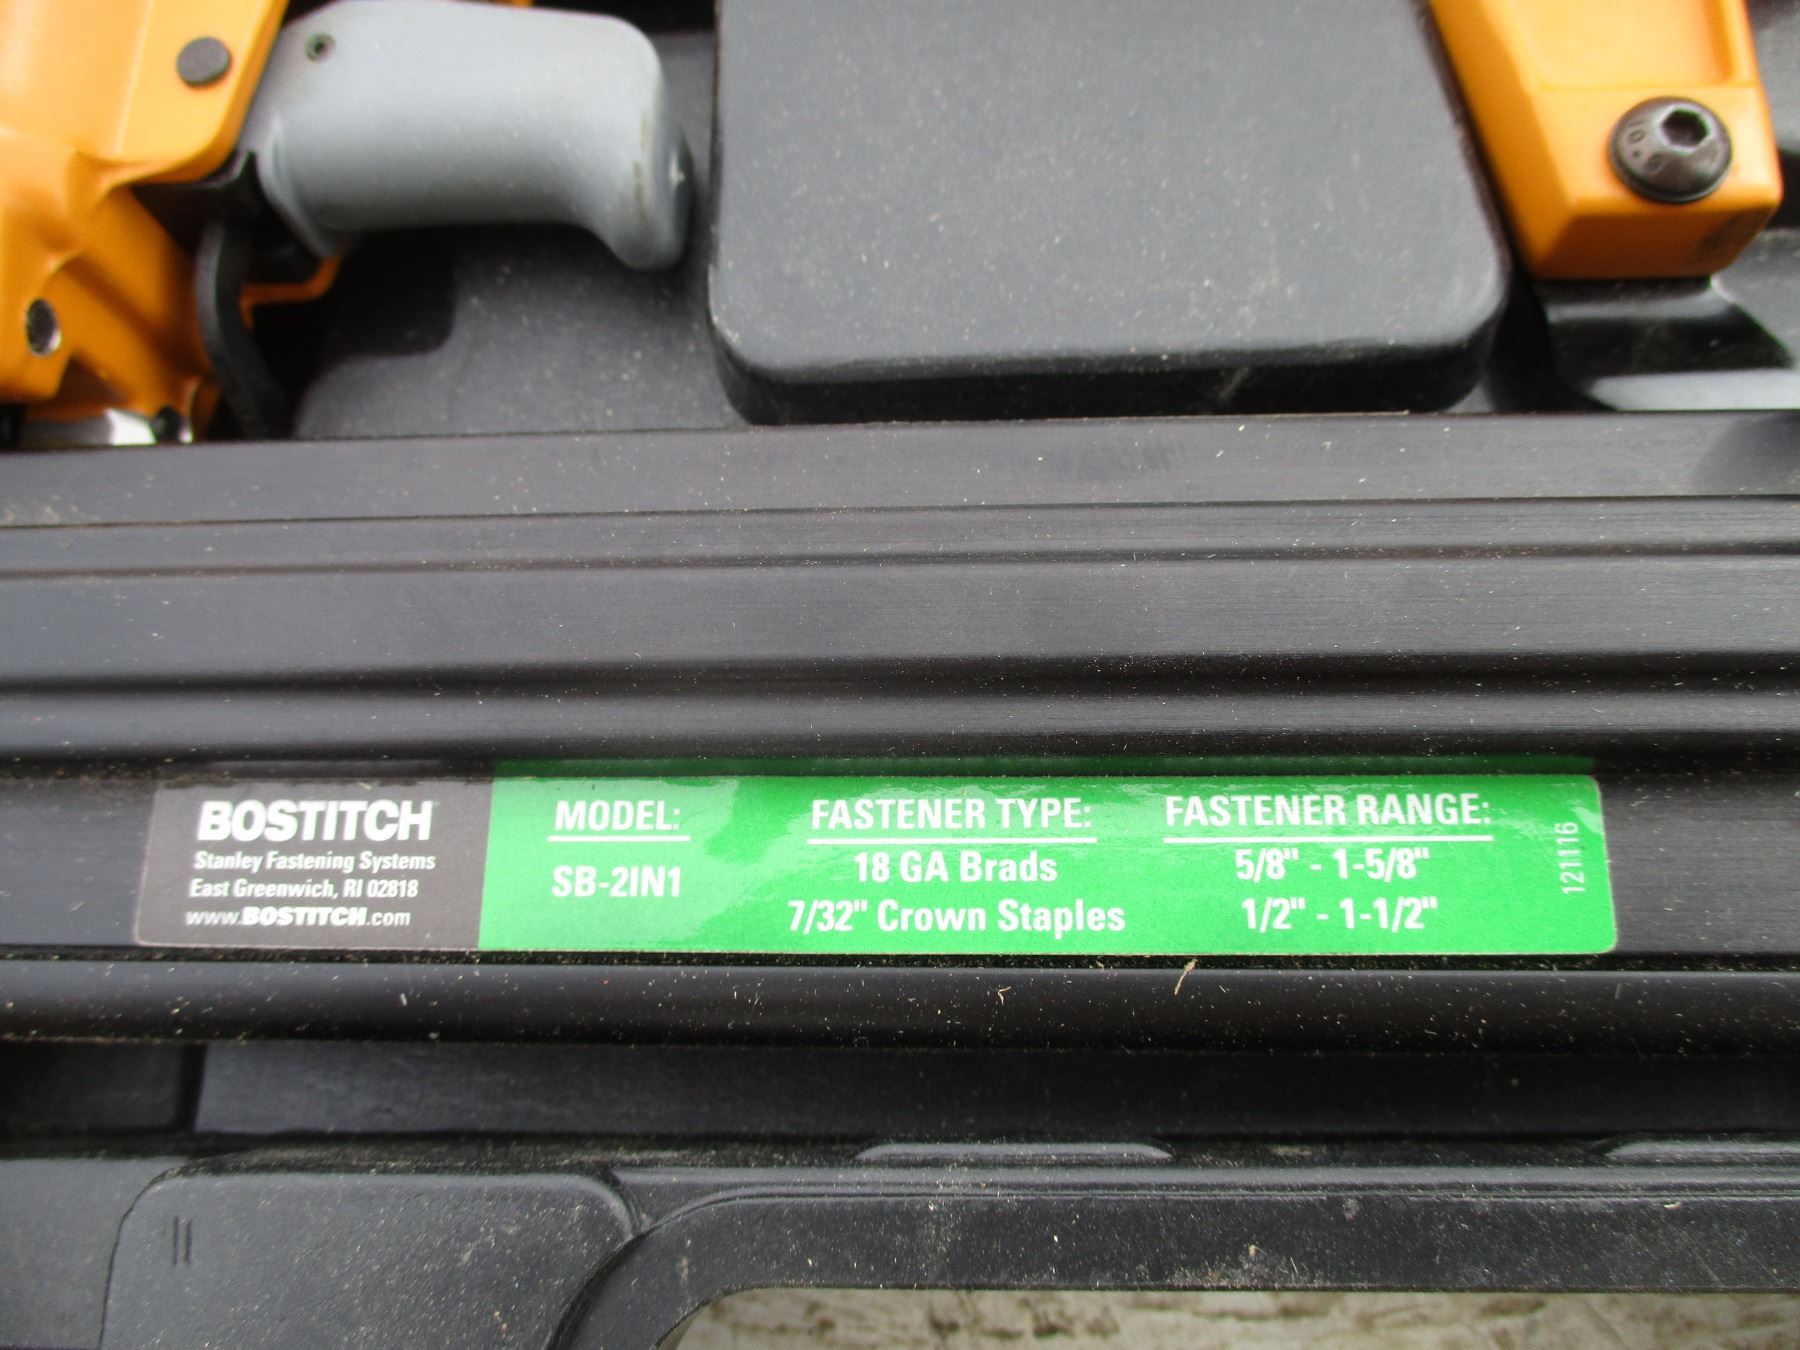 BOSTITCH
Stanley Fastening Systems
East Greenwich, RI 02818
www.BOSTITCH.com
MODEL:
SB-2IN1
FASTENER TYPE:
18 GA Brads
7/32" Crown Staples
FASTENER RANGE:
5/8" - 1-5/8"
1/2" - 1-1/2"
121116